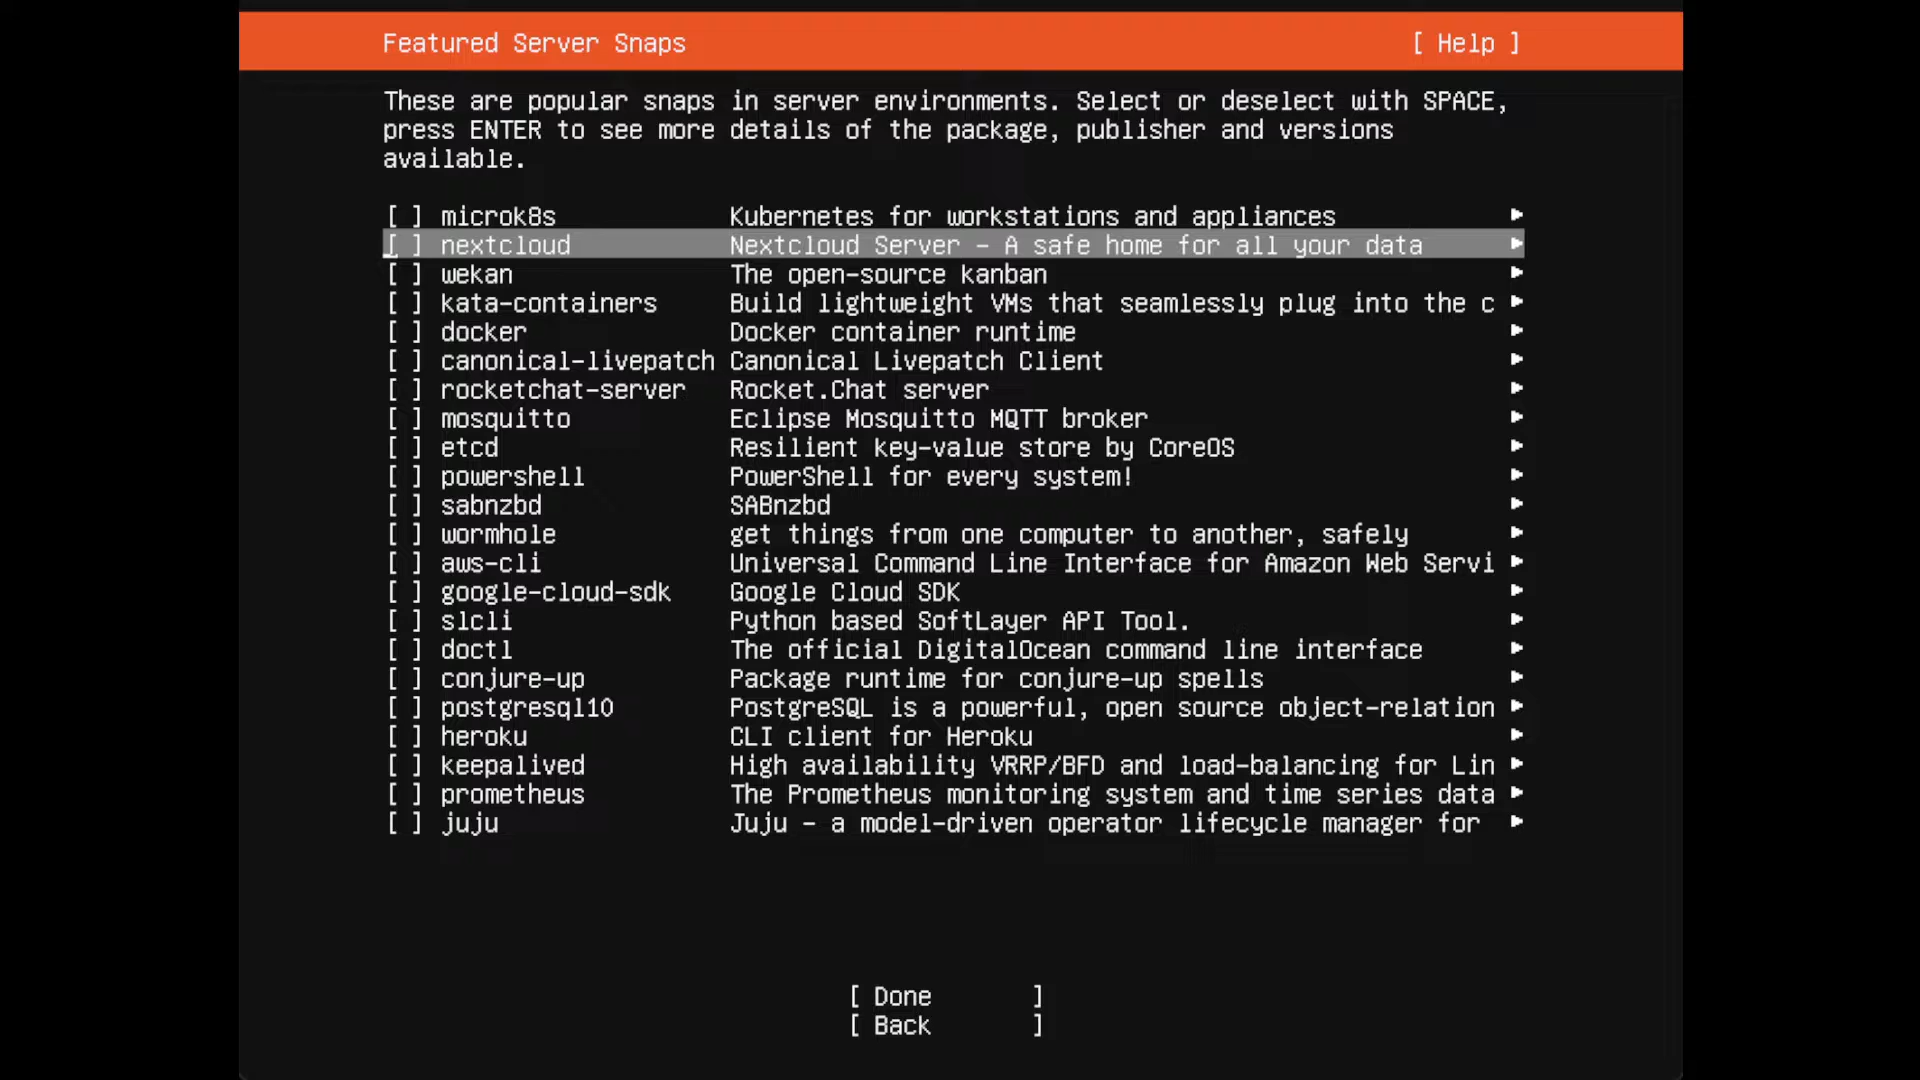 Featured Server Snaps [ Help ]
These are popular snaps in server environments. Select or deselect with SPACE,
press ENTER to see more details of the package, publisher and versions
available.
[ ] microk8s Kubernetes for workstations and appliances ▸
[ ] nextcloud Nextcloud Server - A safe home for all your data ▸
[ ] wekan The open-source kanban ▸
[ ] kata-containers Build lightweight VMs that seamlessly plug into the c ▸
[ ] docker Docker container runtime ▸
[ ] canonical-livepatch Canonical Livepatch Client ▸
[ ] rocketchat-server Rocket.Chat server ▸
[ ] mosquitto Eclipse Mosquitto MQTT broker ▸
[ ] etcd Resilient key-value store by CoreOS ▸
[ ] powershell PowerShell for every system! ▸
[ ] sabnzbd SABnzbd ▸
[ ] wormhole get things from one computer to another, safely ▸
[ ] aws-cli Universal Command Line Interface for Amazon Web Servi ▸
[ ] google-cloud-sdk Google Cloud SDK ▸
[ ] slcli Python based SoftLayer API Tool. ▸
[ ] doctl The official DigitalOcean command line interface ▸
[ ] conjure-up Package runtime for conjure-up spells ▸
[ ] postgresql10 PostgreSQL is a powerful, open source object-relation ▸
[ ] heroku CLI client for Heroku ▸
[ ] keepalived High availability VRRP/BFD and load-balancing for Lin ▸
[ ] prometheus The Prometheus monitoring system and time series data ▸
[ ] juju Juju - a model-driven operator lifecycle manager for ▸
[ Done ]
[ Back ]